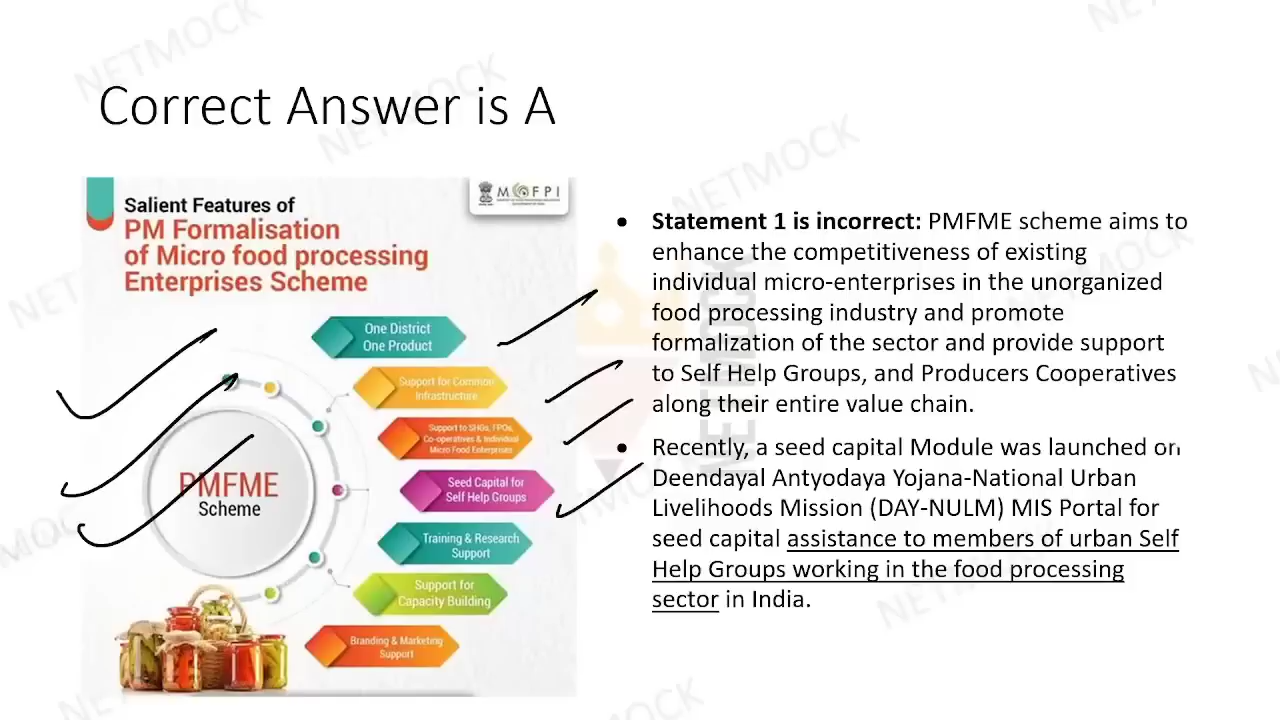 Correct Answer is A
Salient Features of
PM Formalisation
of Micro food processing
Enterprises Scheme
MOFPI
One District
One Product
Support for Common
Infrastructure
Support to SHGs, FPOs,
Co-operatives & Individual
Micro Food Enterprises
Seed Capital for
Self Help Groups
Training & Research
Support
Support for
Capacity Building
Branding & Marketing
Support
PMFME
Scheme
• Statement 1 is incorrect: PMFME scheme aims to
enhance the competitiveness of existing
individual micro-enterprises in the unorganized
food processing industry and promote
formalization of the sector and provide support
to Self Help Groups, and Producers Cooperatives
along their entire value chain.
• Recently, a seed capital Module was launched on
Deendayal Antyodaya Yojana-National Urban
Livelihoods Mission (DAY-NULM) MIS Portal for
seed capital assistance to members of urban Self
Help Groups working in the food processing
sector in India.
NETMOCK